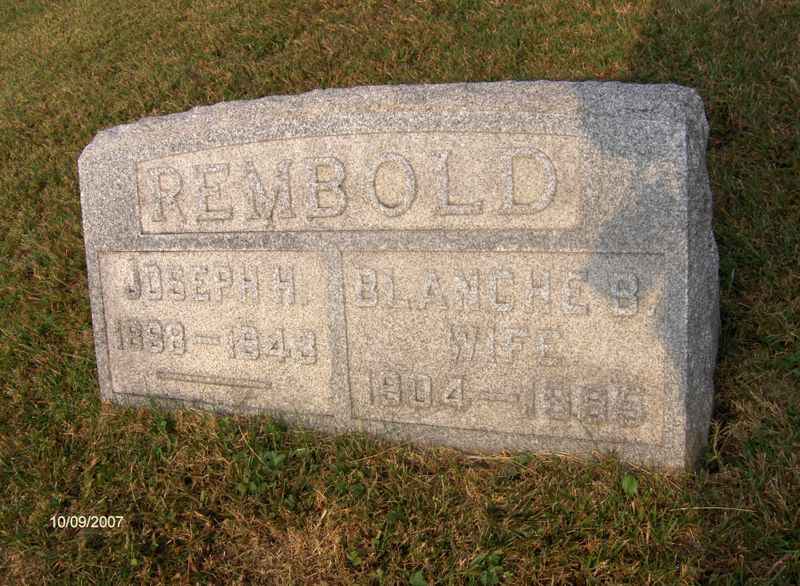 REMBOLD
JOSEPH H.
1898—1943
BLANCHE B.
WIFE
1904—1985
10/09/2007